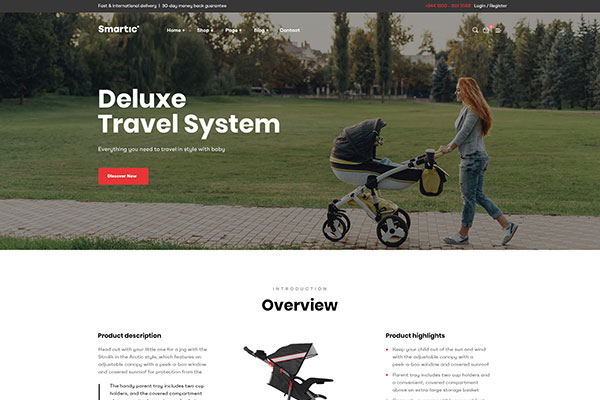 Fast & International delivery | 30-day money back guarantee
Login / Register
Smartic
Home + Shop + Page + Blog + Contact
Deluxe
Travel System
Everything you need to travel in style with baby
Discover Now
INTRODUCTION
Overview
Product description
Head out with your little one for a jog with the
Strolik in the Arctic style, which features an
adjustable canopy with a peek-a-boo window
and covered sunroof for protection from the
The handy parent tray includes two cup
holders, and the covered compartment
Product highlights
Keep your child out of the sun and wind
with the adjustable canopy with a
peek-a-boo window and covered sunroof
Parent tray includes two cup holders and
a convenient, covered compartment
above an extra-large storage basket